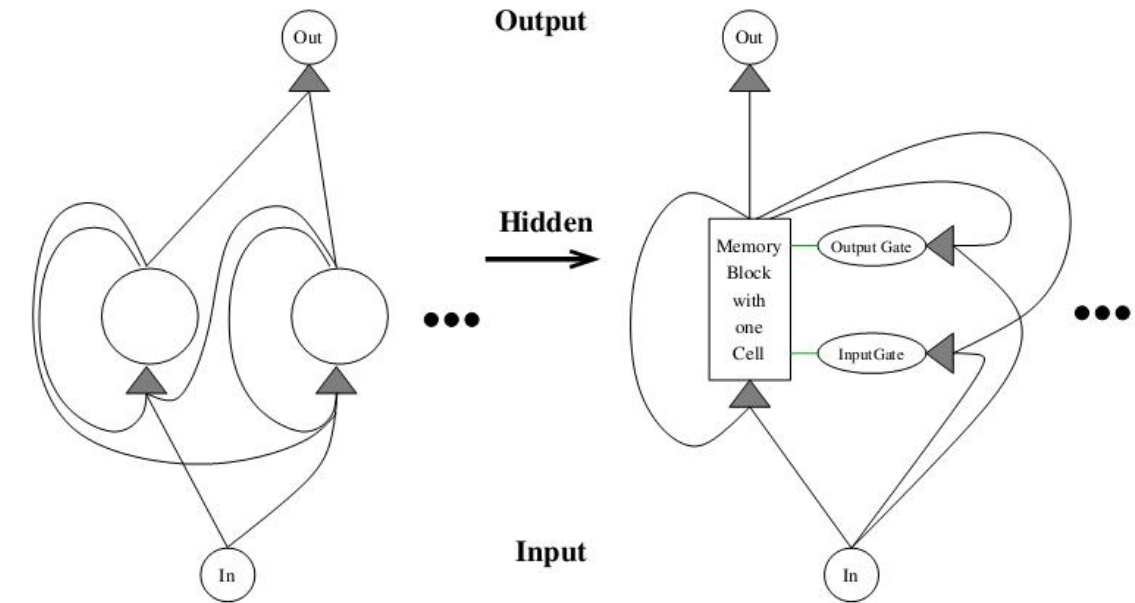 Out
Output
Out
Hidden
Memory
Block
with
one
Cell
Output Gate
InputGate
Input
In
In